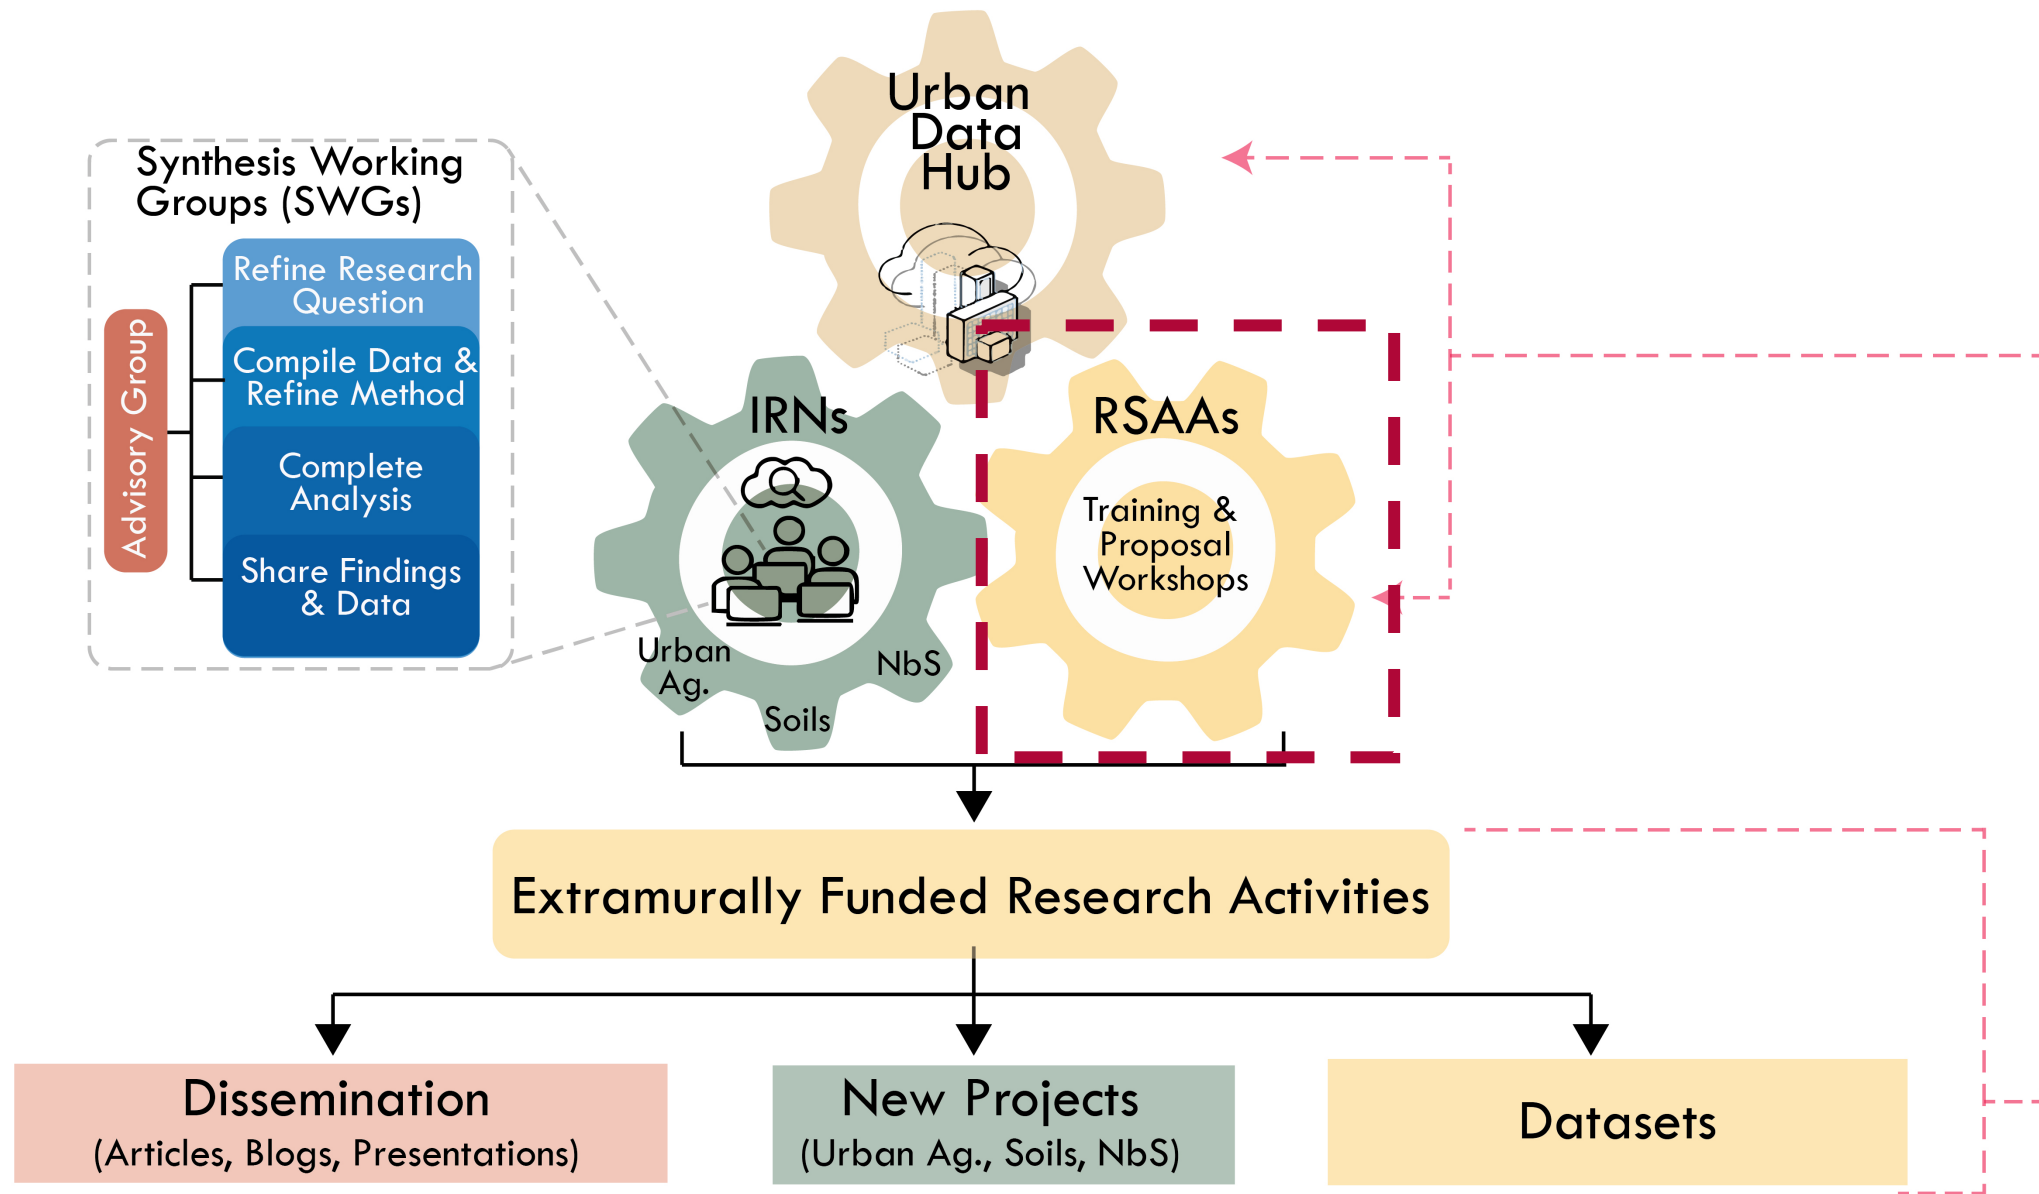 Urban
Data
Hub
Synthesis Working
Groups (SWGs)
Advisory Group
Refine Research
Question
Compile Data &
Refine Method
Complete
Analysis
Share Findings
& Data
IRNs
Urban
Ag.
Soils
NbS
RSAAs
Training &
Proposal
Workshops
Extramurally Funded Research Activities
Dissemination
(Articles, Blogs, Presentations)
New Projects
(Urban Ag., Soils, NbS)
Datasets